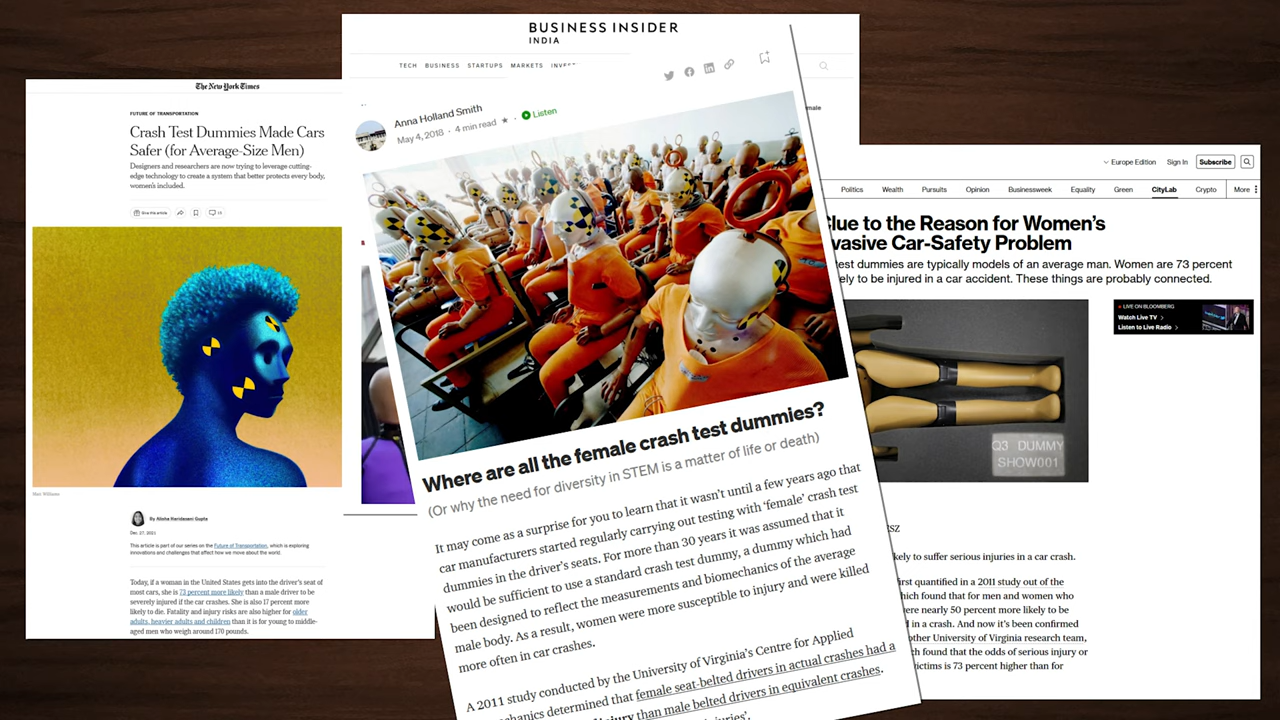 The New York Times
FUTURE OF TRANSPORTATION
Crash Test Dummies Made Cars
Safer (for Average-Size Men)
Designers and researchers are now trying to leverage cutting-
edge technology to create a system that better protects every body,
women's included.
Give this article
By Alisha Haridasani Gupta
Dec. 27, 2021
This article is part of our series on the Future of Transportation, which is exploring
innovations and challenges that affect how we move about the world.
Today, if a woman in the United States gets into the driver's seat of
most cars, she is 73 percent more likely than a male driver to be
severely injured if the car crashes. She is also 17 percent more
likely to die. Fatality and injury risks are also higher for older
adults, heavier adults and children than it is for young to middle-
aged men who weigh around 170 pounds.
BUSINESS INSIDER
INDIA
TECH BUSINESS STARTUPS MARKETS
male
Anna Holland Smith
May 4, 2018 · 4 min read · Listen
Where are all the female crash test dummies?
(Or why the need for diversity in STEM is a matter of life or death)
It may come as a surprise for you to learn that it wasn't until a few years ago that
car manufacturers started regularly carrying out testing with 'female' crash test
dummies in the driver's seats. For more than 30 years it was assumed that it
would be sufficient to use a standard crash test dummy, a dummy which had
been designed to reflect the measurements and biomechanics of the average
male body. As a result, women were more susceptible to injury and were killed
more often in car crashes.
A 2011 study conducted by the University of Virginia's Centre for Applied
hanics determined that female seat-belted drivers in actual crashes had a
than male belted drivers in equivalent crashes.
Europe Edition Sign In Subscribe
Politics Wealth Pursuits Opinion Businessweek Equality Green CityLab Crypto More
lue to the Reason for Women's
vasive Car-Safety Problem
test dummies are typically models of an average man. Women are 73 percent
ely to be injured in a car accident. These things are probably connected.
LIVE ON BLOOMBERG
Watch Live TV
Listen to Live Radio
Q3 DUMMY
SHOW001
SZ
kely to suffer serious injuries in a car crash.
irst quantified in a 2011 study out of the
hich found that for men and women who
ere nearly 50 percent more likely to be
d in a crash. And now it's been confirmed
other University of Virginia research team,
ch found that the odds of serious injury or
ictims is 73 percent higher than for